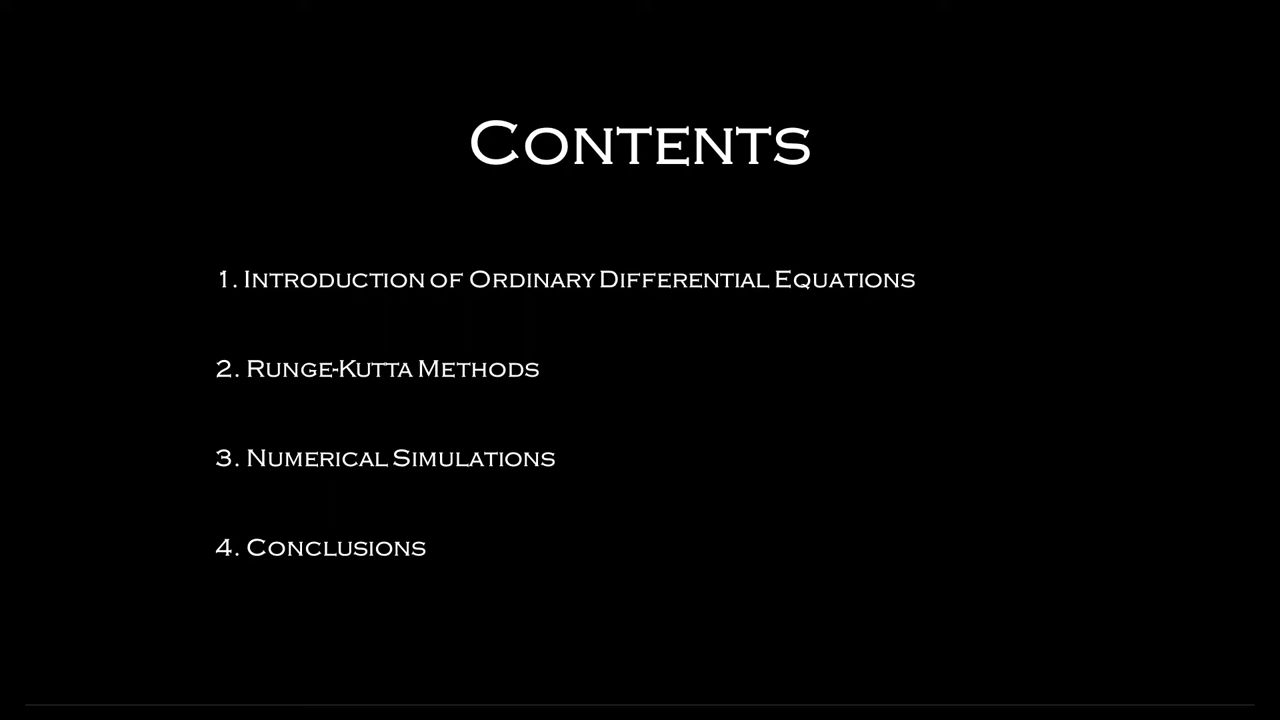 Contents
1. Introduction of Ordinary Differential Equations
2. Runge-Kutta Methods
3. Numerical Simulations
4. Conclusions